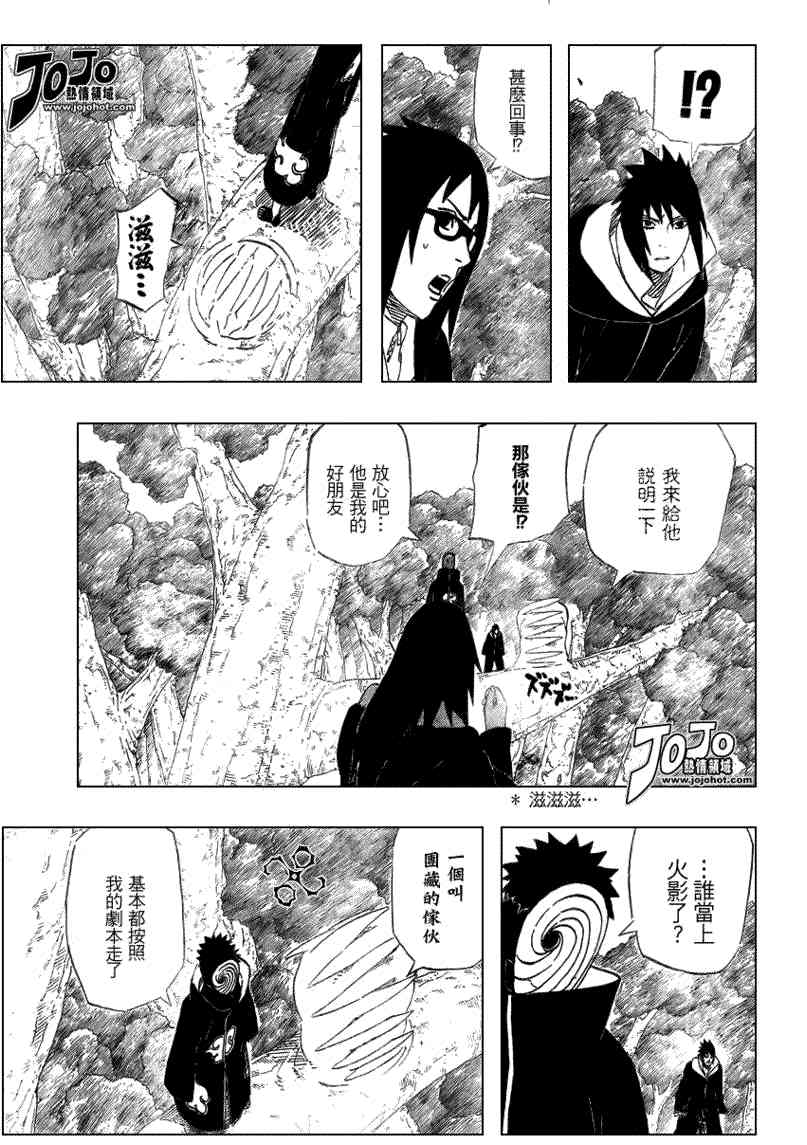 !?
甚麼回事!?
JOJO
熱情領域
www.jojohot.com
滋滋…
我來給他
説明一下
那傢伙是!?
放心吧…
他是我的
好朋友
ズズズ…
JOJO
熱情領域
www.jojohot.com
* 滋滋滋…
…誰當上
火影了?
一個叫
團藏的傢伙
基本都按照
我的劇本走了